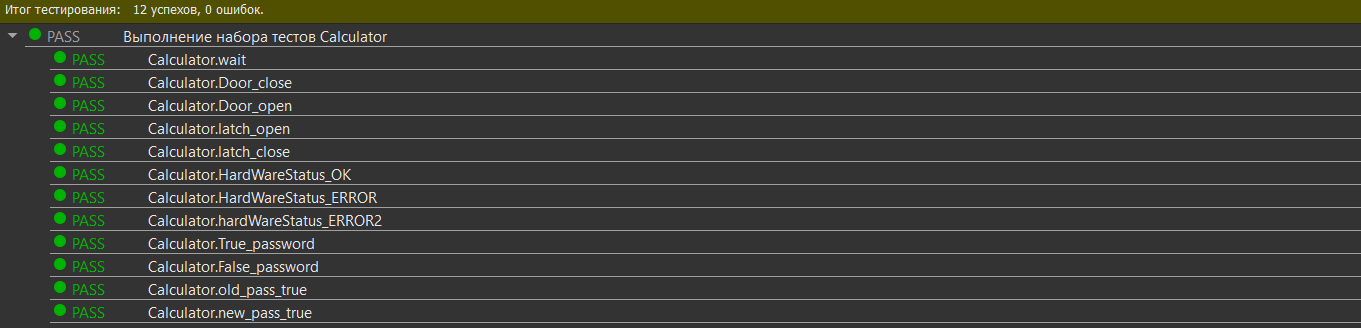 Итог тестирования: 12 успехов, 0 ошибок.
PASS Выполнение набора тестов Calculator
PASS Calculator.wait
PASS Calculator.Door_close
PASS Calculator.Door_open
PASS Calculator.latch_open
PASS Calculator.latch_close
PASS Calculator.HardWareStatus_OK
PASS Calculator.HardWareStatus_ERROR
PASS Calculator.hardWareStatus_ERROR2
PASS Calculator.True_password
PASS Calculator.False_password
PASS Calculator.old_pass_true
PASS Calculator.new_pass_true